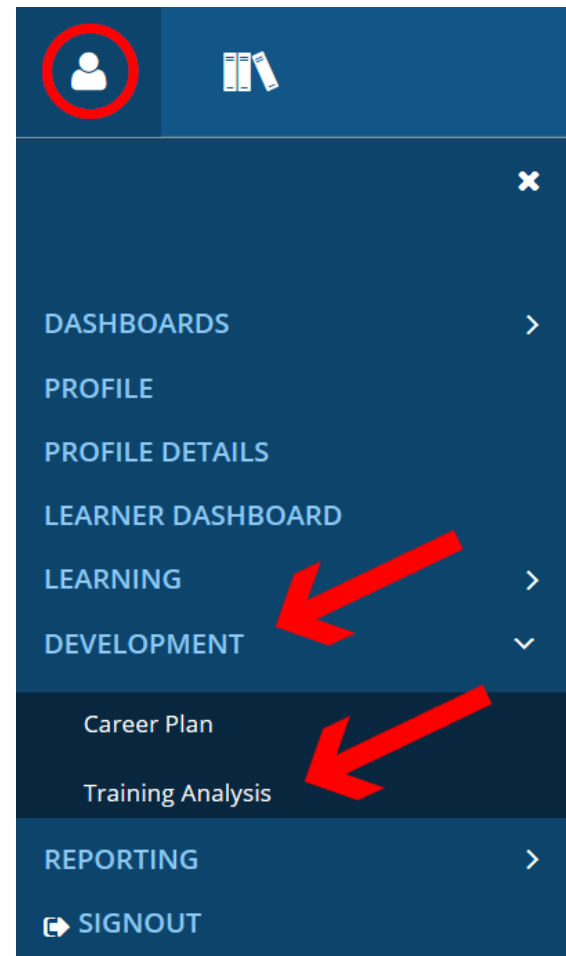 DASHBOARDS
PROFILE
PROFILE DETAILS
LEARNER DASHBOARD
LEARNING
DEVELOPMENT
Career Plan
Training Analysis
REPORTING
SIGNOUT